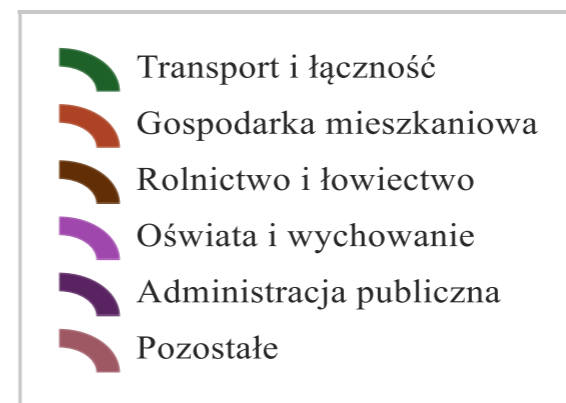 Transport i łączność
Gospodarka mieszkaniowa
Rolnictwo i łowiectwo
Oświata i wychowanie
Administracja publiczna
Pozostałe